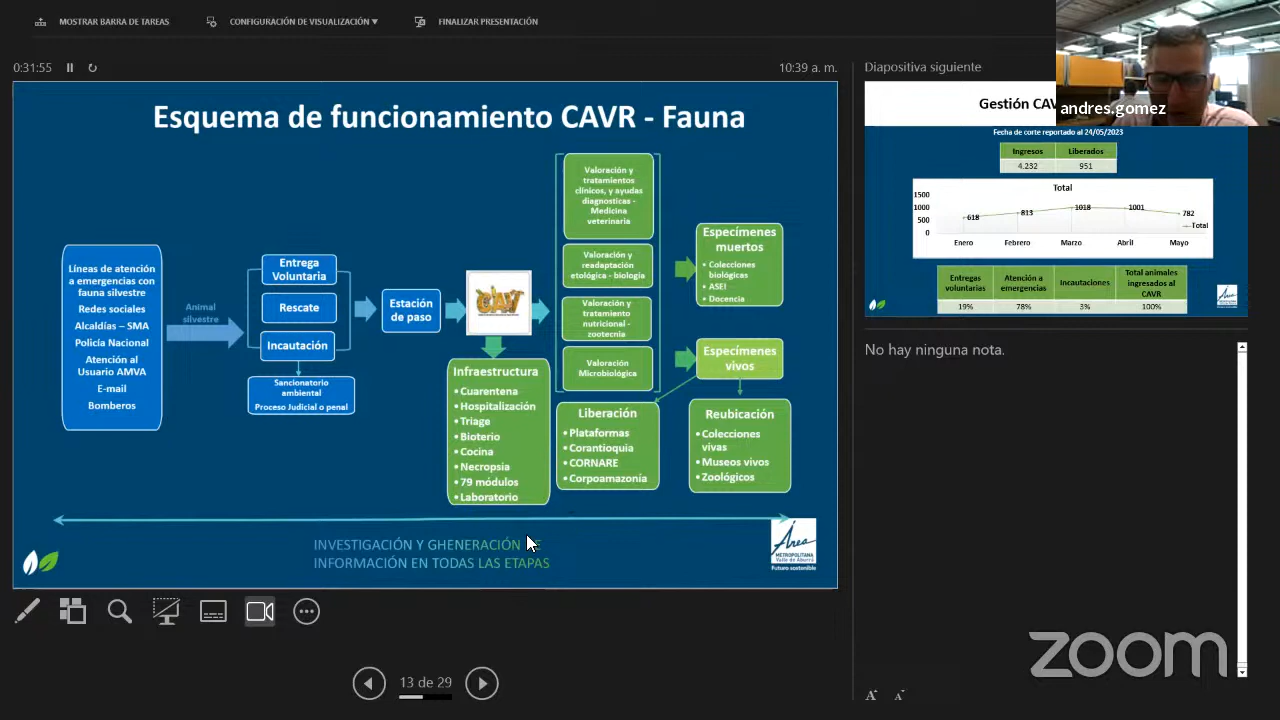 MOSTRAR BARRA DE TAREAS
CONFIGURACIÓN DE VISUALIZACIÓN ▼
FINALIZAR PRESENTACIÓN
0:31:55
10:39 a. m.
Esquema de funcionamiento CAVR - Fauna
Líneas de atención
a emergencias con
fauna silvestre
Redes sociales
Alcaldías – SMA
Policía Nacional
Atención al
Usuario AMVA
E-mail
Bomberos
Animal
silvestre
Entrega
Voluntaria
Rescate
Incautación
Sancionatorio
ambiental
Proceso Judicial o penal
Estación
de paso
CAV
Infraestructura
• Cuarentena
• Hospitalización
• Triage
• Bioterio
• Cocina
• Necropsia
• 79 módulos
• Laboratorio
Valoración y
tratamientos
clínicos, y ayudas
diagnosticas -
Medicina
veterinaria
Valoración y
readaptación
etológica - biología
Valoración y
tratamiento
nutricional -
zootecnia
Valoración
Microbiológica
Especímenes
muertos
• Colecciones
biológicas
• ASEI
• Docencia
Especímenes
vivos
Liberación
• Plataformas
• Corantioquia
• CORNARE
• Corpoamazonía
Reubicación
• Colecciones
vivas
• Museos vivos
• Zoológicos
INVESTIGACIÓN Y GHENERACIÓN DE
INFORMACIÓN EN TODAS LAS ETAPAS
Área
METROPOLITANA
Valle de Aburrá
Futuro sostenible
13 de 29
Diapositiva siguiente
andres.gomez
Gestión CAV
Fecha de corte reportado al 24/05/2023
Ingresos Liberados
4.232 951
Total
1500
1000
500
0
618 813 1018 1001 782
Total
Enero Febrero Marzo Abril Mayo
Entregas
voluntarias
Atención a
emergencias
Incautaciones
Total animales
ingresados al
CAVR
19% 78% 3% 100%
Área
No hay ninguna nota.
zoom
A A